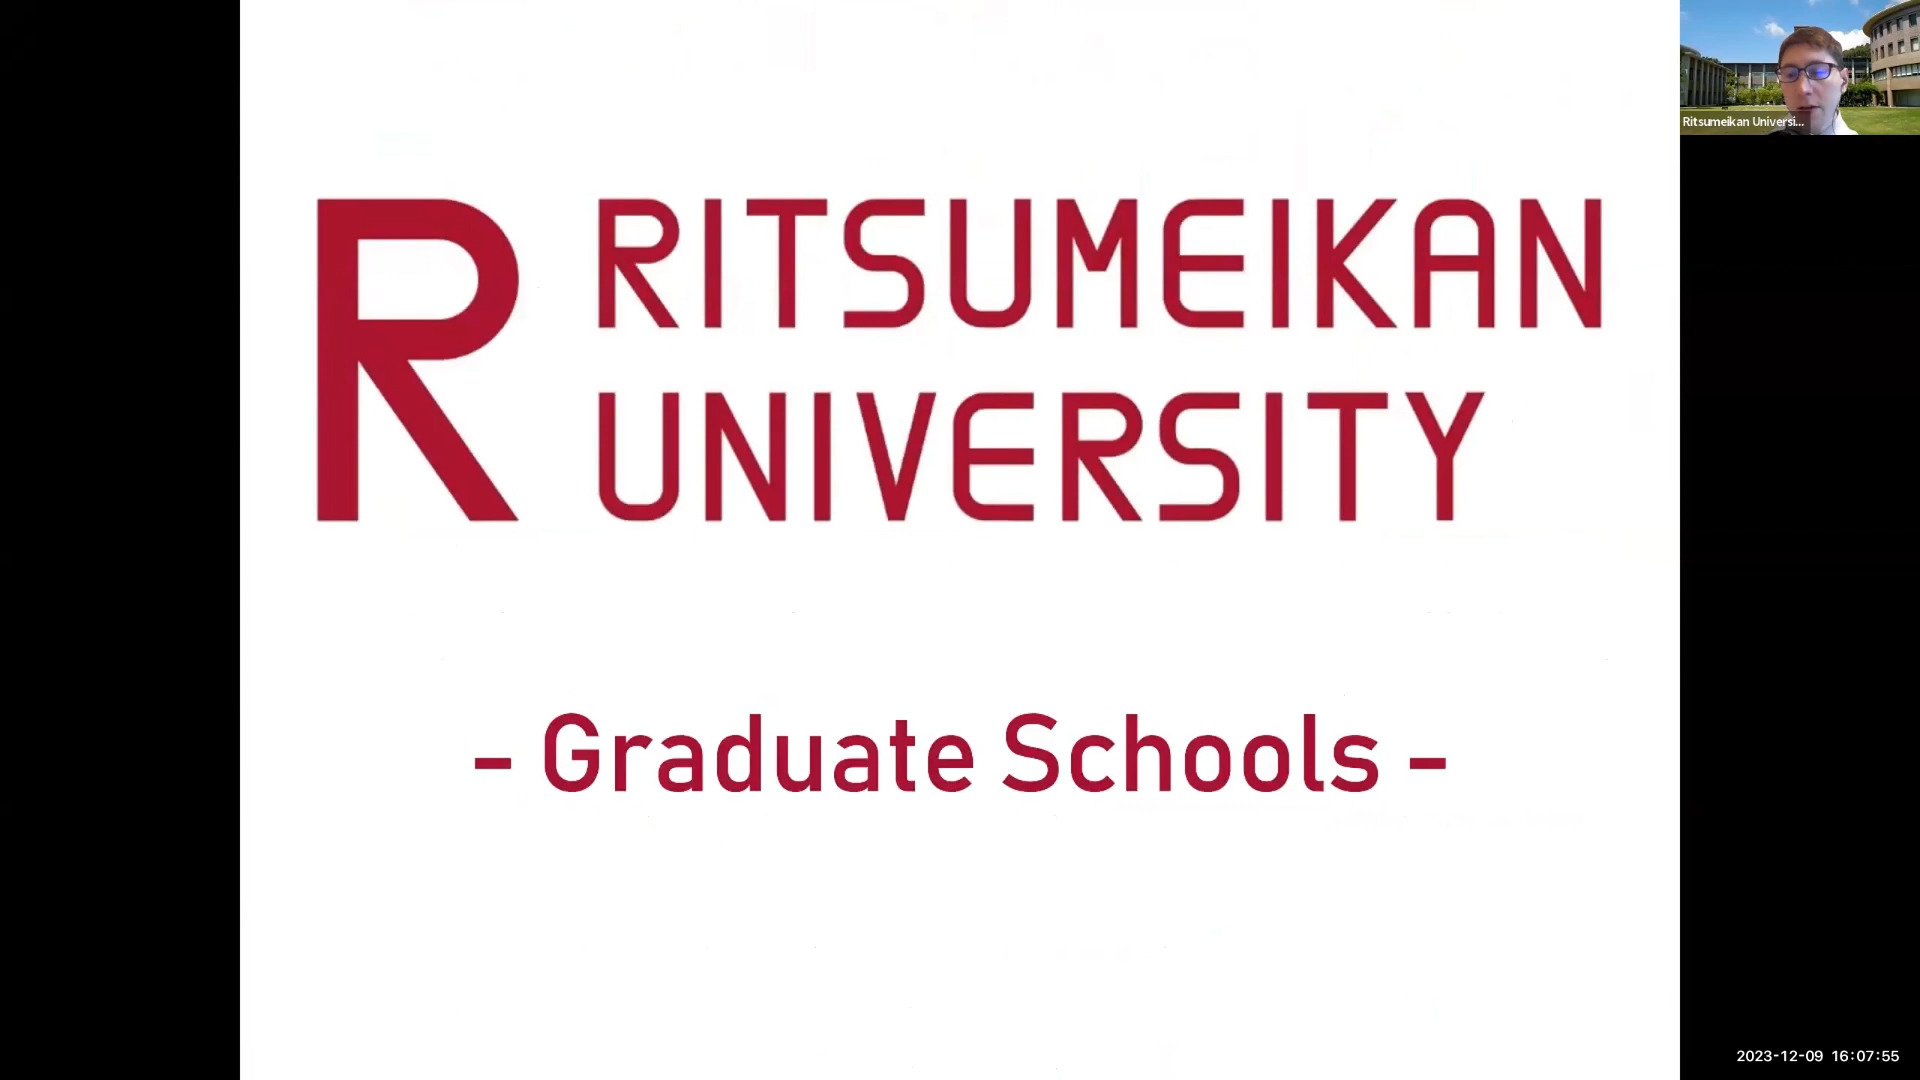 R RITSUMEIKAN
UNIVERSITY
- Graduate Schools -
Ritsumeikan Universi...
2023-12-09 16:07:55